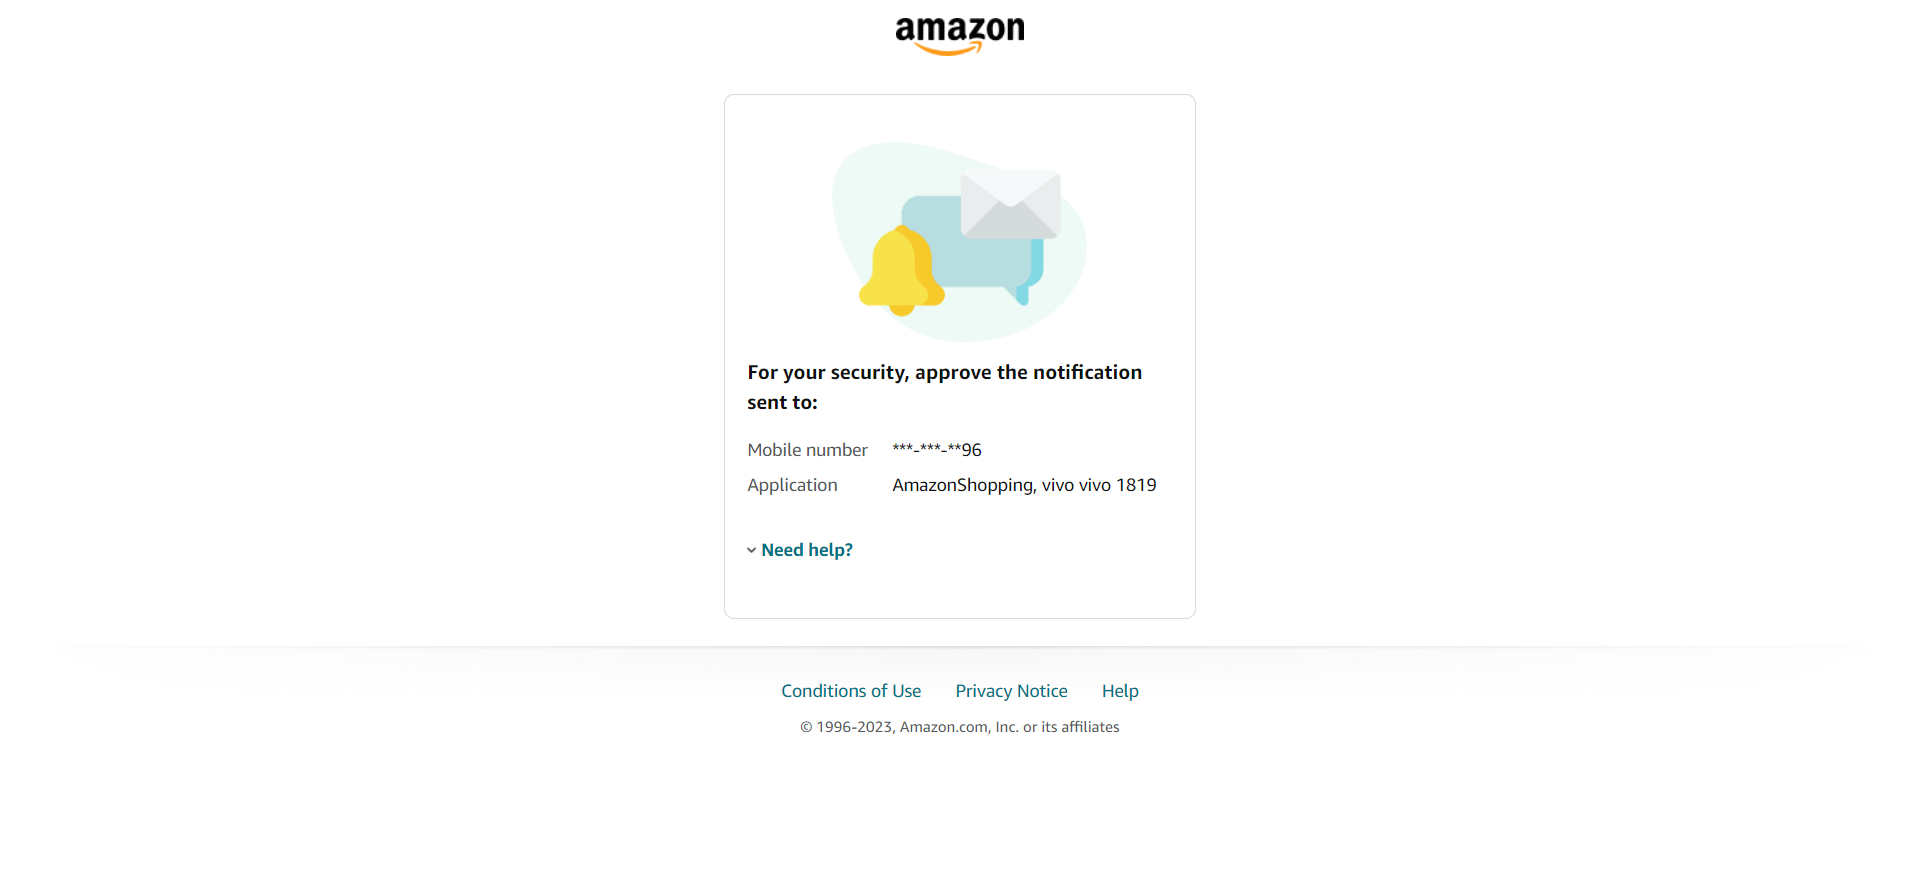 amazon
For your security, approve the notification
sent to:
Mobile number ***-***-**96
Application AmazonShopping, vivo vivo 1819
Need help?
Conditions of Use Privacy Notice Help
© 1996-2023, Amazon.com, Inc. or its affiliates